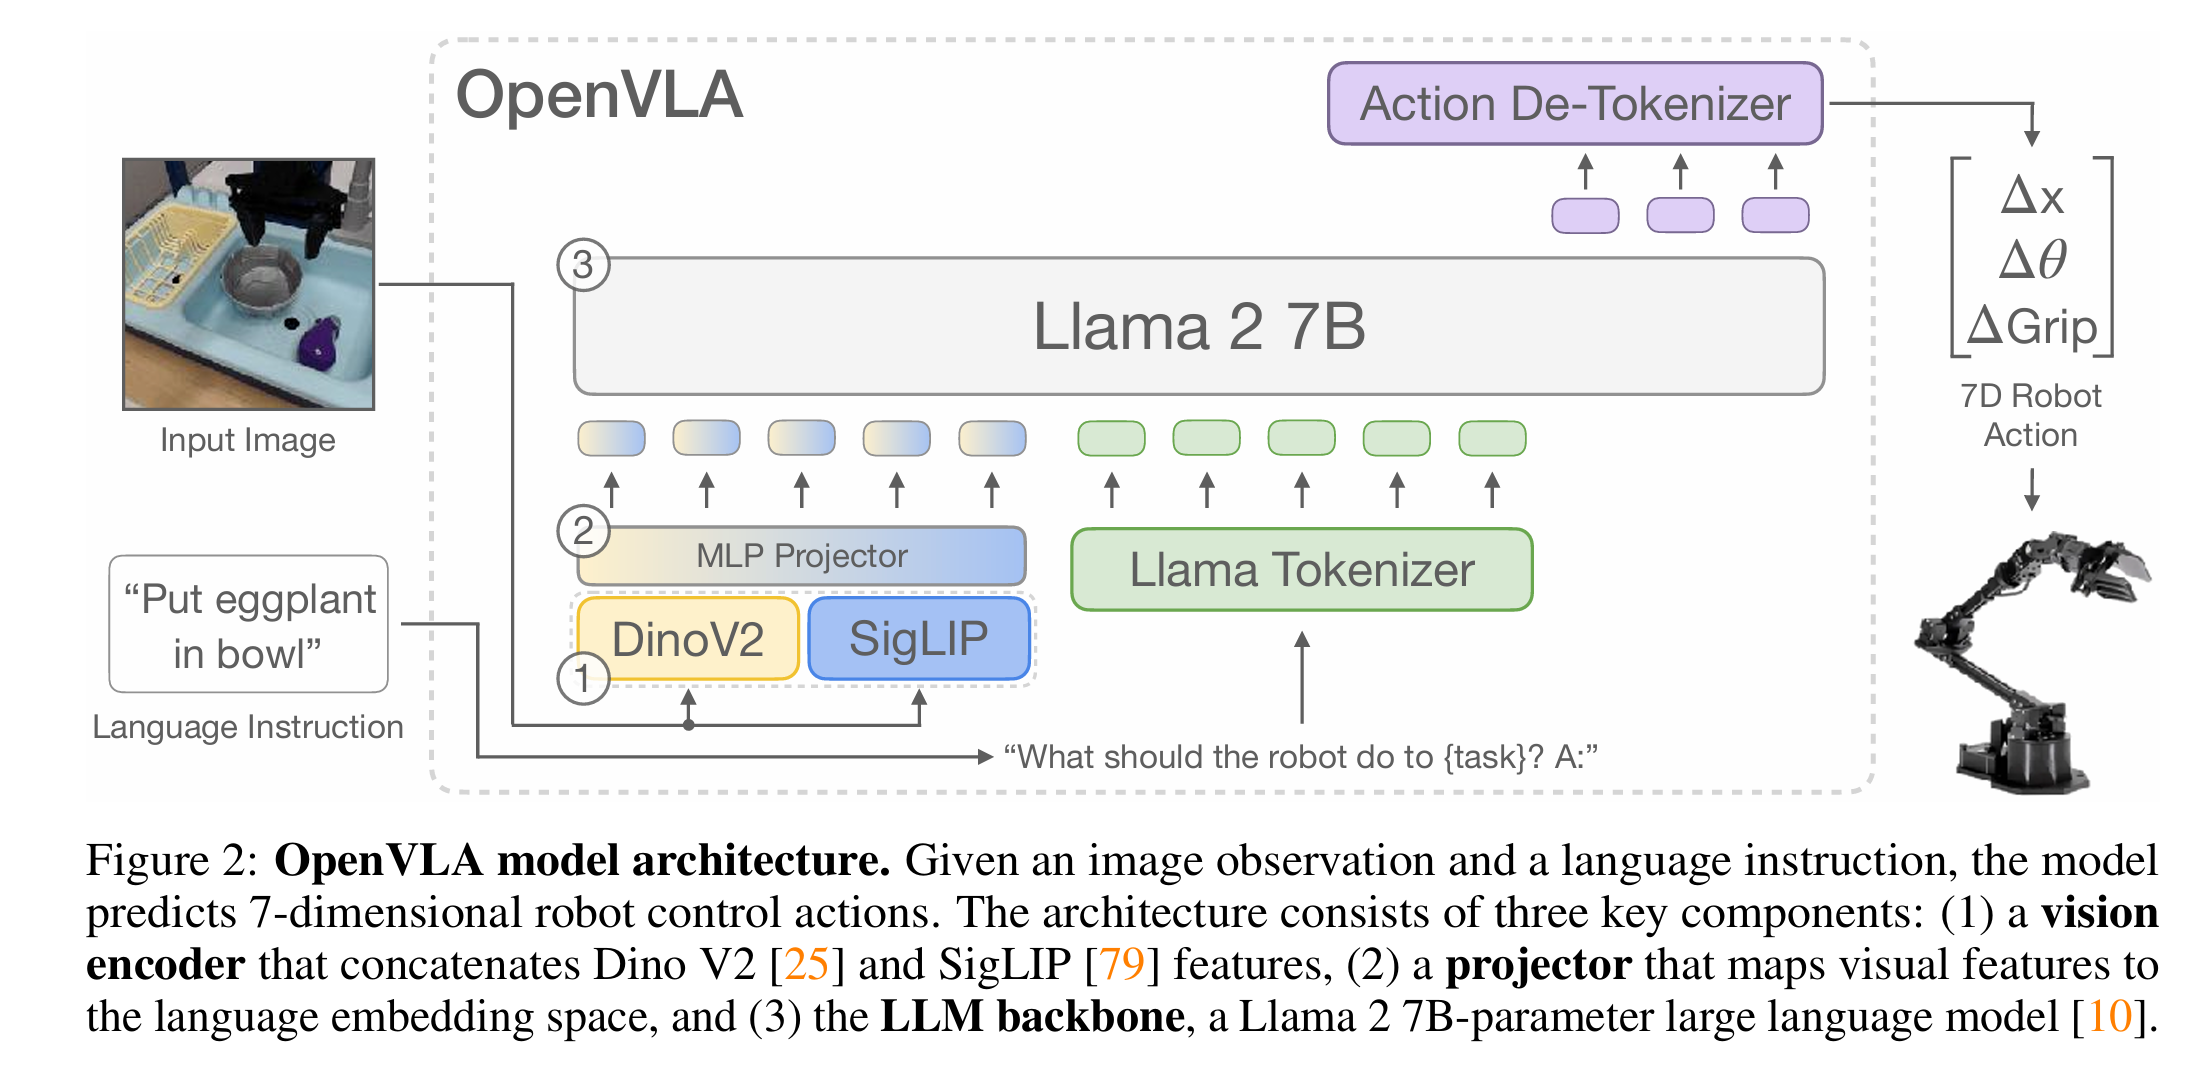 OpenVLA
Action De-Tokenizer
Δx
Δθ
ΔGrip
7D Robot
Action
3
Llama 2 7B
Input Image
2
MLP Projector
Llama Tokenizer
1
DinoV2
SigLIP
“Put eggplant
in bowl”
Language Instruction
“What should the robot do to {task}? A:”
Figure 2: OpenVLA model architecture. Given an image observation and a language instruction, the model
predicts 7-dimensional robot control actions. The architecture consists of three key components: (1) a vision
encoder that concatenates Dino V2 [25] and SigLIP [79] features, (2) a projector that maps visual features to
the language embedding space, and (3) the LLM backbone, a Llama 2 7B-parameter large language model [10].